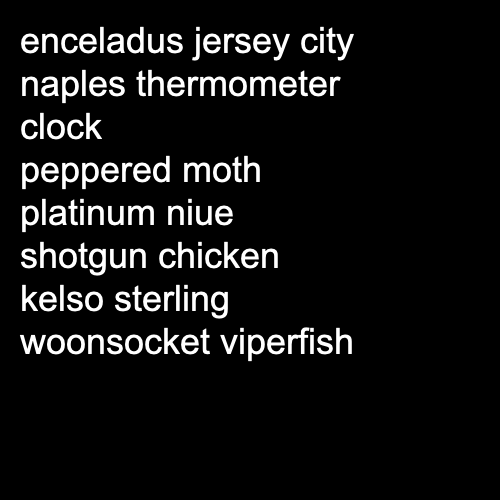 enceladus jersey city
naples thermometer
clock
peppered moth
platinum niue
shotgun chicken
kelso sterling
woonsocket viperfish